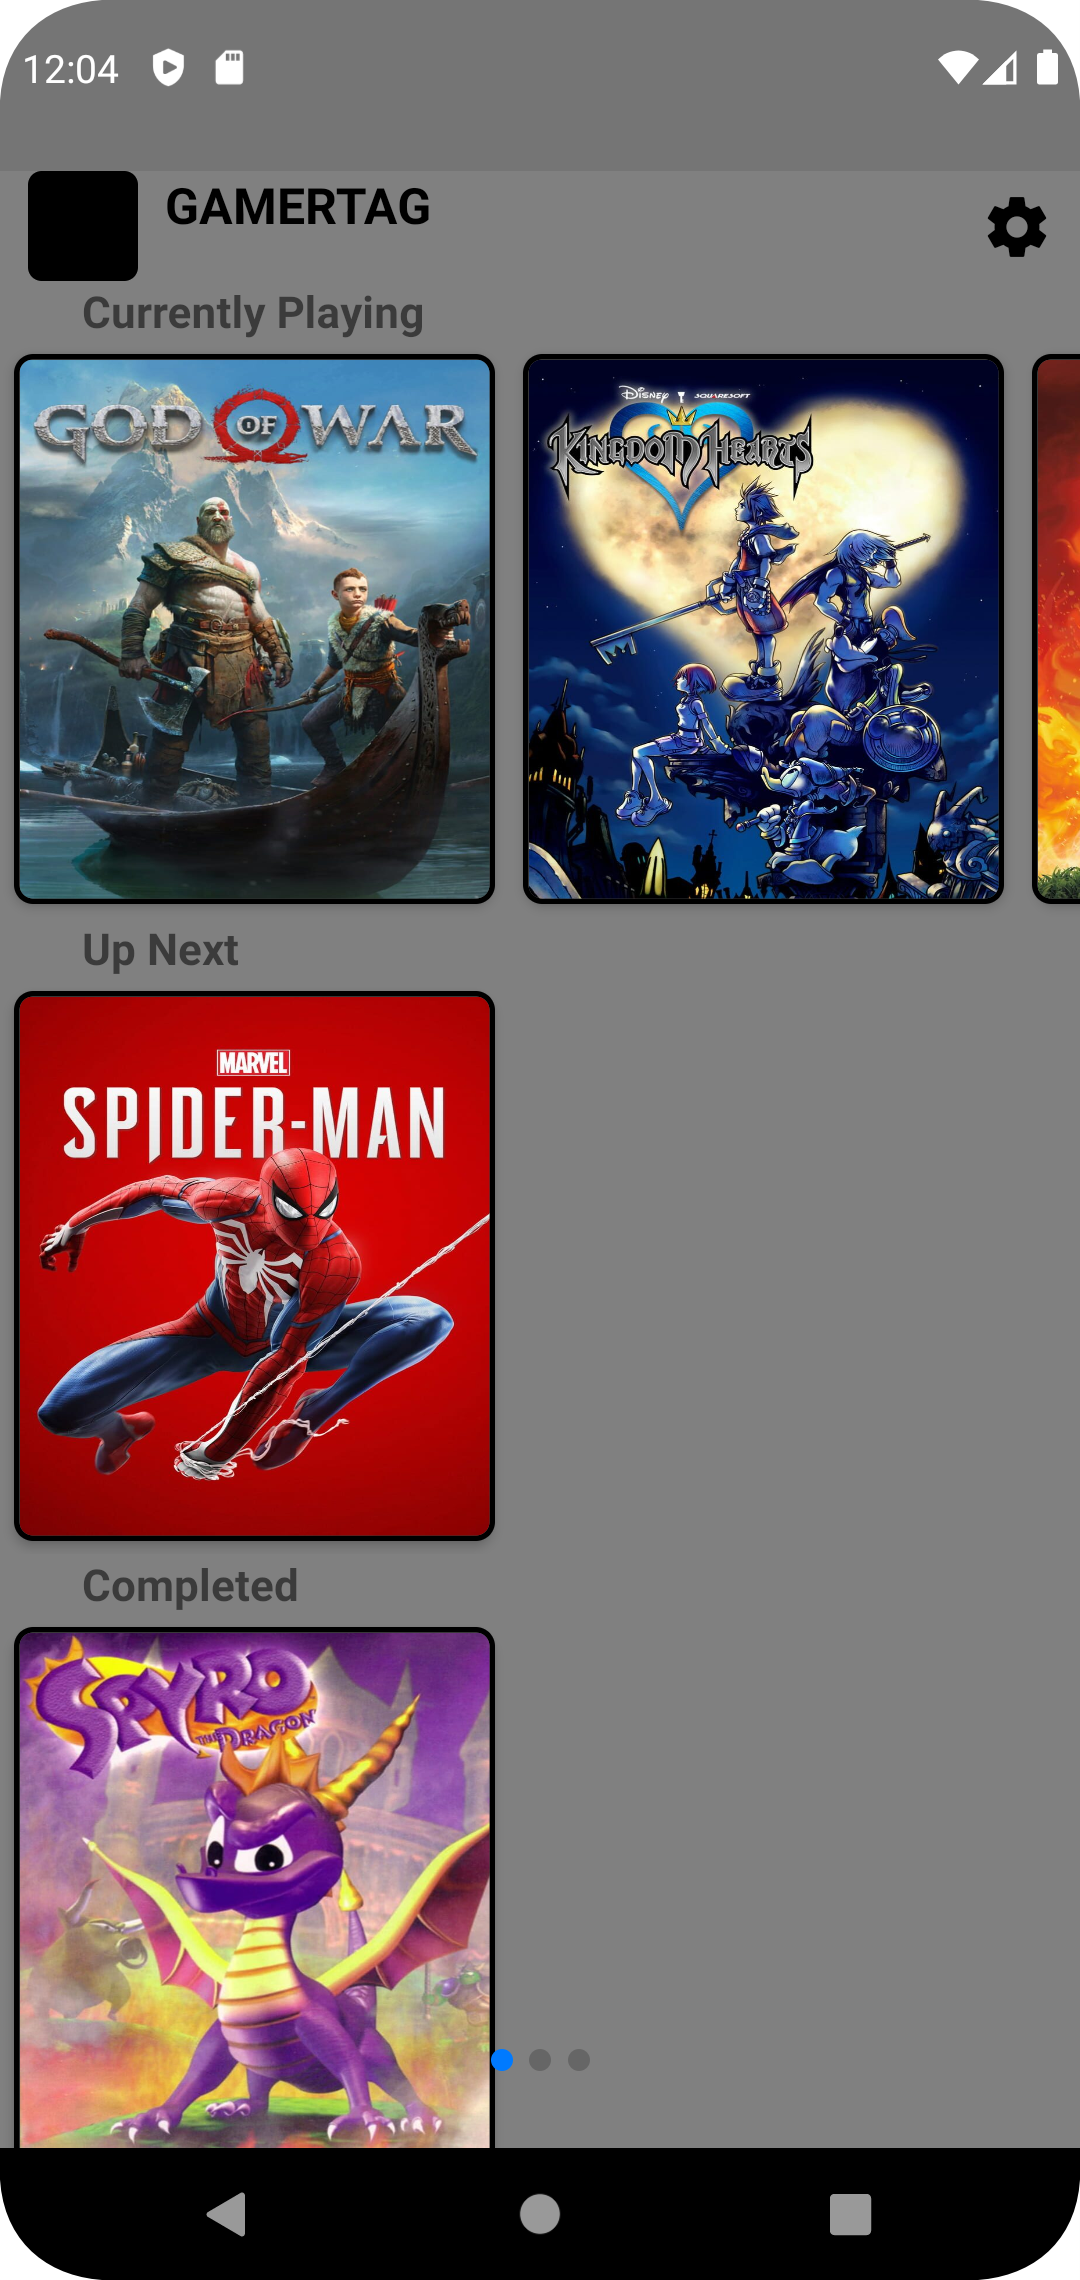 12:04
GAMERTAG
Currently Playing
GOD OF WAR
Disney SQUARESOFT
KINGDOM HEARTS
Up Next
MARVEL
SPIDER-MAN
Completed
SPYRO
THE DRAGON